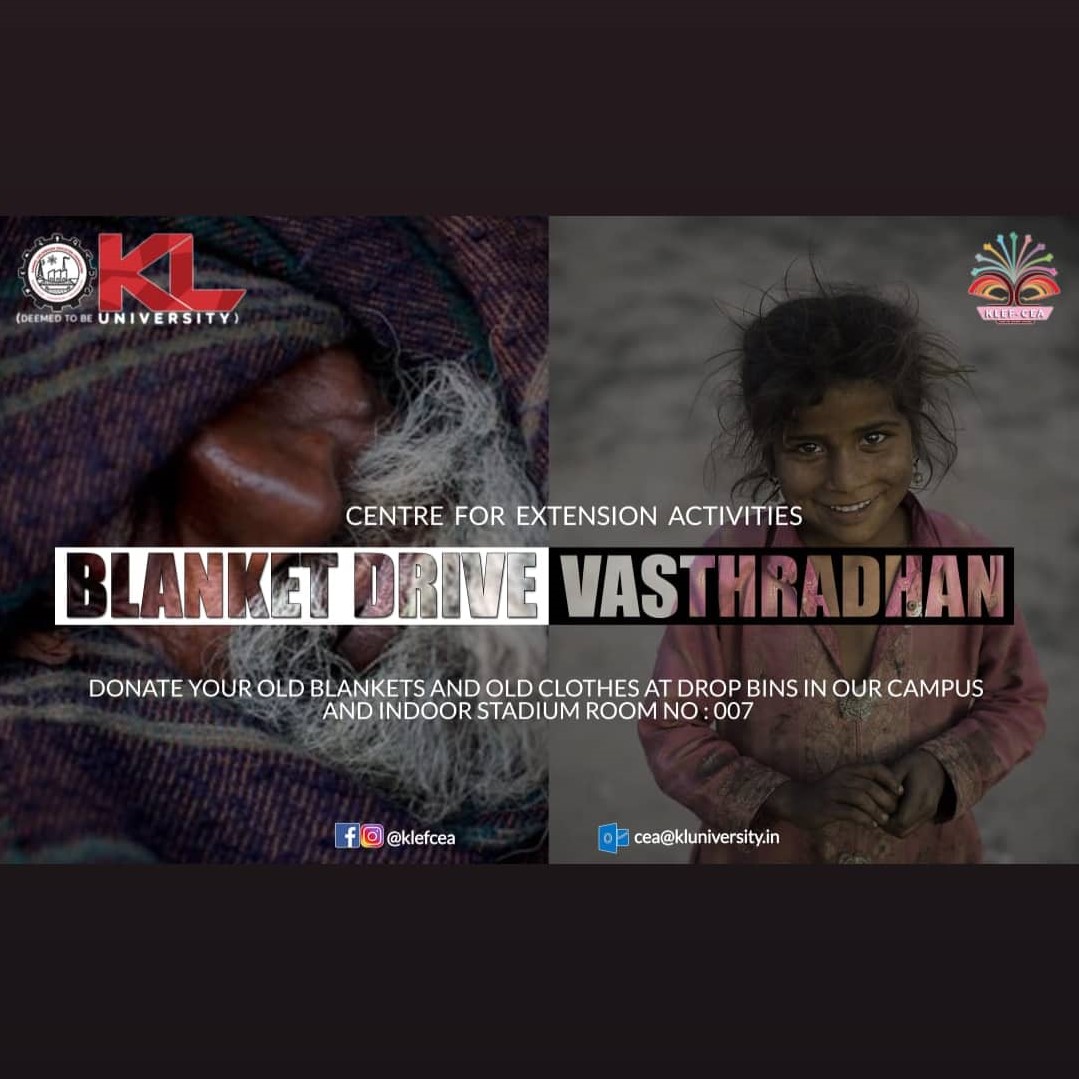 KL
(DEEMED TO BE UNIVERSITY)
KLEF-CEA
CENTRE FOR EXTENSION ACTIVITIES
BLANKET DRIVE VASTHRADHAN
DONATE YOUR OLD BLANKETS AND OLD CLOTHES AT DROP BINS IN OUR CAMPUS
AND INDOOR STADIUM ROOM NO : 007
@klefcea
cea@kluniversity.in